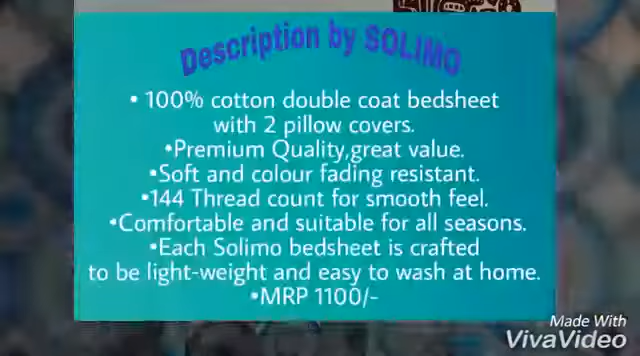 Description by SOLIMO
• 100% cotton double coat bedsheet
with 2 pillow covers.
•Premium Quality,great value.
•Soft and colour fading resistant.
•144 Thread count for smooth feel.
•Comfortable and suitable for all seasons.
•Each Solimo bedsheet is crafted
to be light-weight and easy to wash at home.
•MRP 1100/-
Made With
VivaVideo